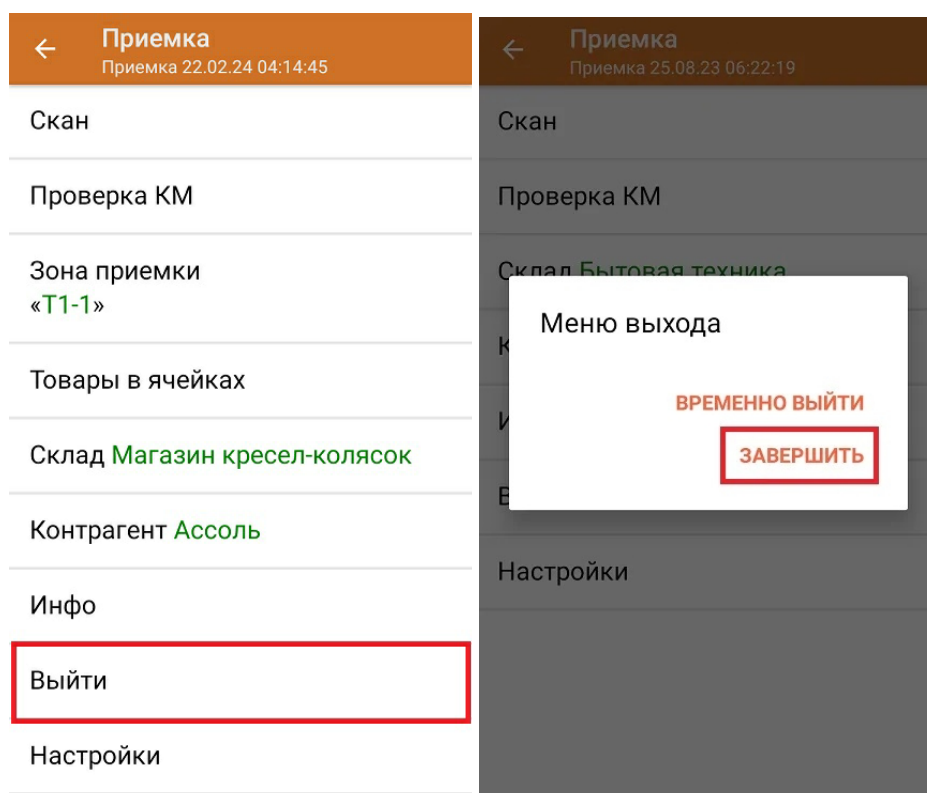 Приемка
Приемка 22.02.24 04:14:45
Скан
Проверка КМ
Зона приемки
«Т1-1»
Товары в ячейках
Склад Магазин кресел-колясок
Контрагент Ассоль
Инфо
Выйти
Настройки
Приемка
Приемка 25.08.23 06:22:19
Скан
Проверка КМ
Склад Бытовая техника
Меню выхода
ВРЕМЕННО ВЫЙТИ
ЗАВЕРШИТЬ
Настройки